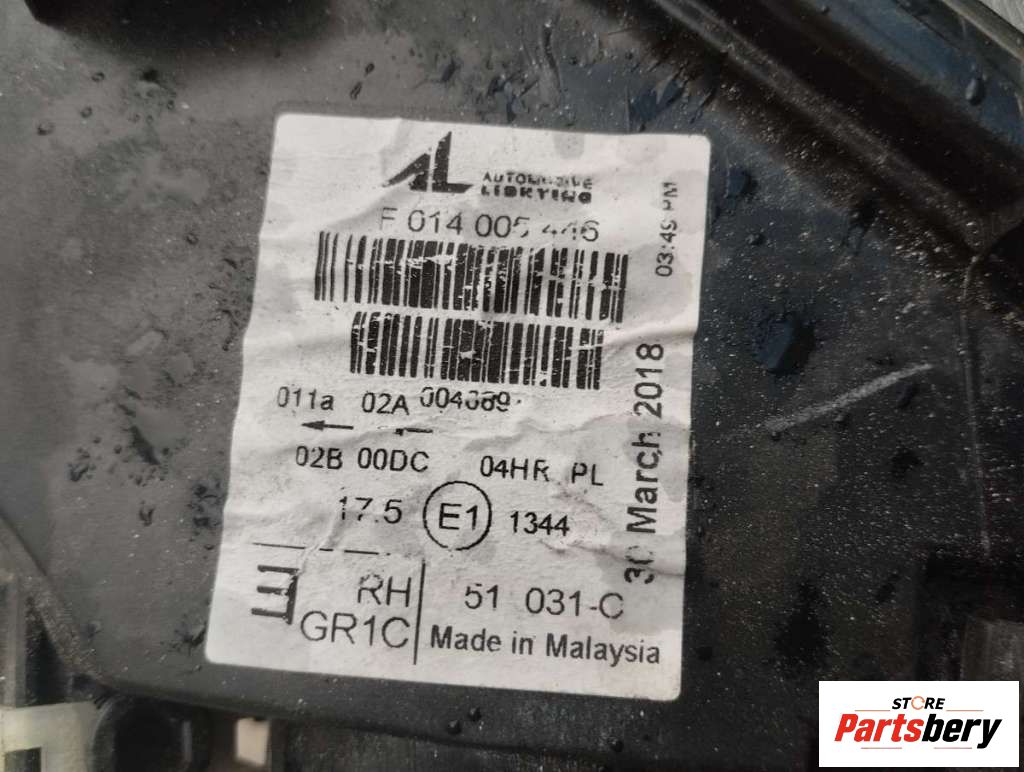 AL
AUTOMOTIVE
LIGHTING
F 014 005 446
03:49 PM
30 March 2018
011a 02A
02B 00DC 04HR PL
17.5 E1 1344
RH 51 031-C
GR1C Made in Malaysia
STORE
Partsbery